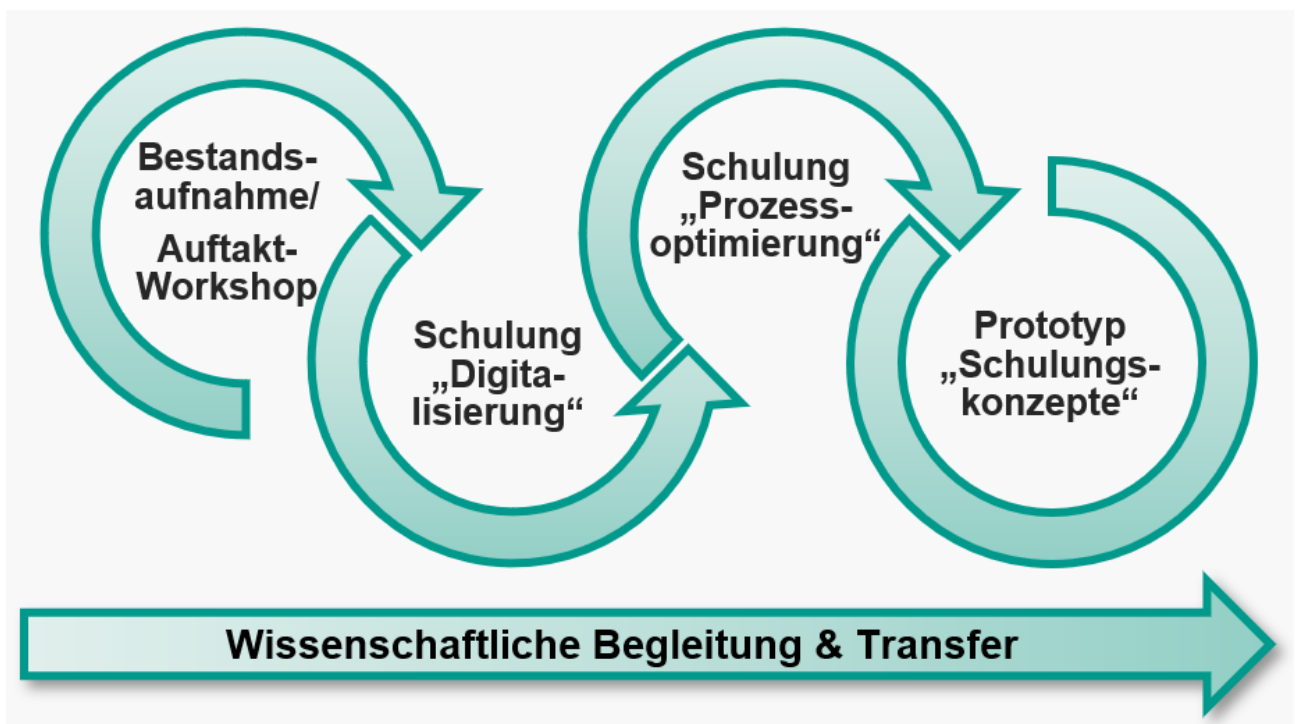 Bestands-
aufnahme/
Auftakt-
Workshop
Schulung
„Digita-
lisierung“
Schulung
„Prozess-
optimierung“
Prototyp
„Schulungs-
konzepte“
Wissenschaftliche Begleitung & Transfer